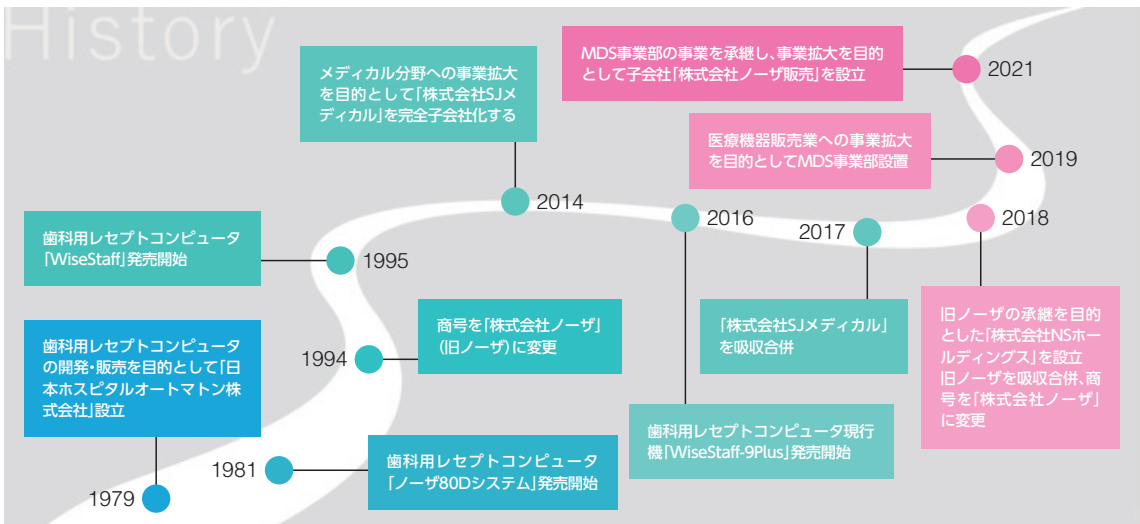 History
歯科用レセプトコンピュータ
の開発・販売を目的として「日
本ホスピタルオートマトン株
式会社」設立
1979
1981
歯科用レセプトコンピュータ
「ノーザ80Dシステム」発売開始
1994
商号を「株式会社ノーザ」
（旧ノーザ）に変更
歯科用レセプトコンピュータ
「WiseStaff」発売開始
1995
メディカル分野への事業拡大
を目的として「株式会社SJメ
ディカル」を完全子会社化する
2014
2016
歯科用レセプトコンピュータ現行
機「WiseStaff-9Plus」発売開始
2017
「株式会社SJメディカル」
を吸収合併
2018
旧ノーザの承継を目的
とした「株式会社NSホー
ルディングス」を設立
旧ノーザを吸収合併、商
号を「株式会社ノーザ」
に変更
医療機器販売業への事業拡大
を目的としてMDS事業部設置
2019
MDS事業部の事業を承継し、事業拡大を目的
として子会社「株式会社ノーザ販売」を設立
2021